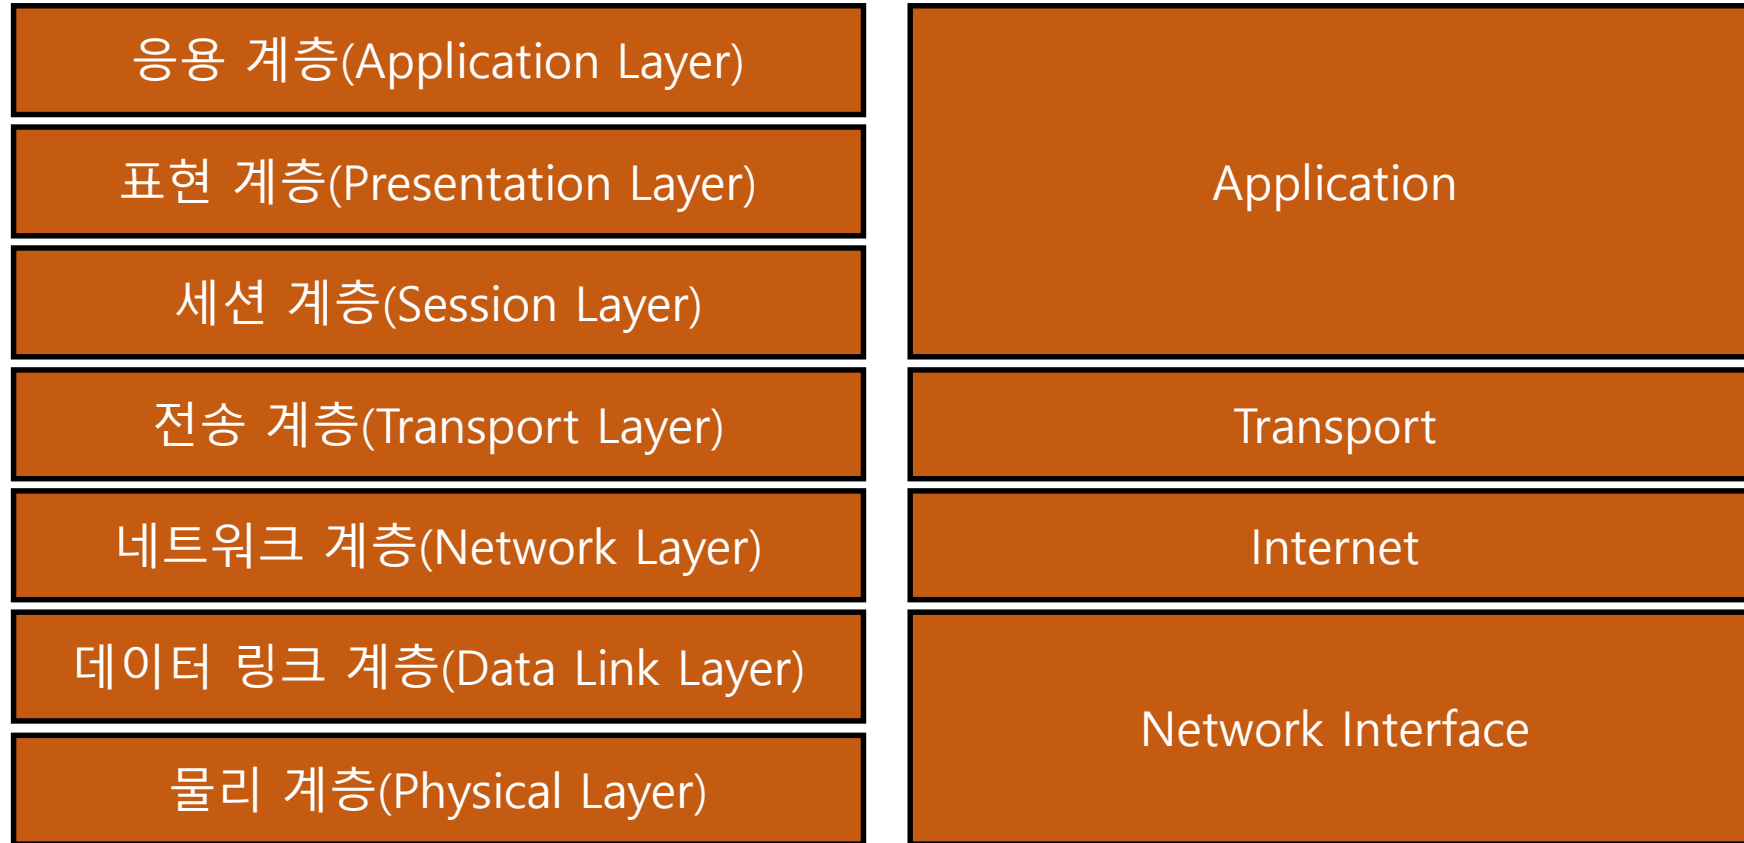 응용 계층(Application Layer)
표현 계층(Presentation Layer)
세션 계층(Session Layer)
전송 계층(Transport Layer)
네트워크 계층(Network Layer)
데이터 링크 계층(Data Link Layer)
물리 계층(Physical Layer)
Application
Transport
Internet
Network Interface